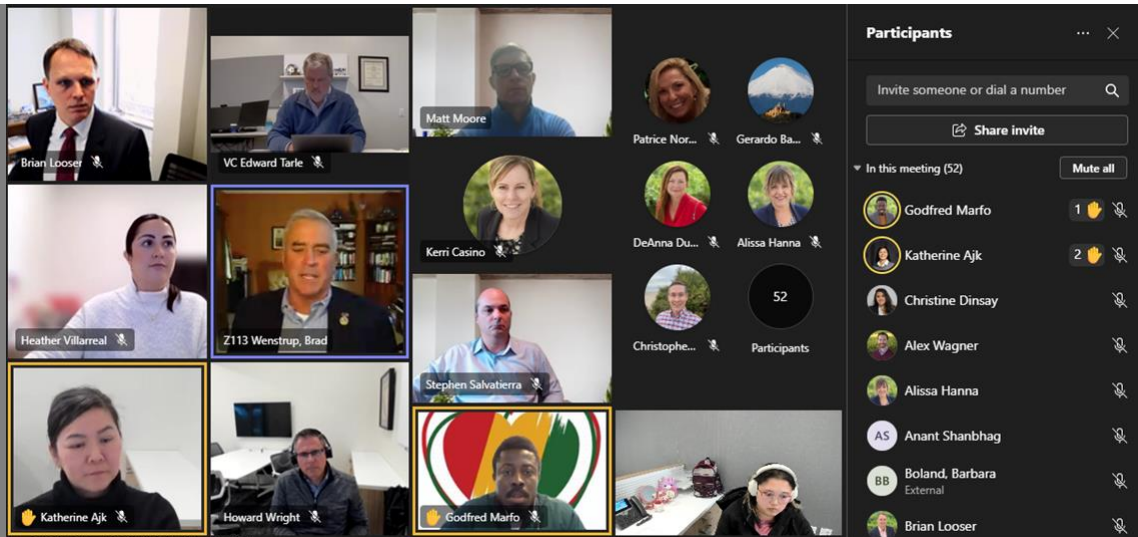 Brian Looser
VC Edward Tarle
Matt Moore
Patrice Nor...
Gerardo Ba...
Kerri Casino
DeAnna Du...
Alissa Hanna
Heather Villarreal
Z113 Wenstrup, Brad
Stephen Salvatierra
Christophe...
52
Participants
Katherine Ajk
Howard Wright
Godfred Marfo
Participants
Invite someone or dial a number
Share invite
In this meeting (52)
Mute all
Godfred Marfo
1
Katherine Ajk
2
Christine Dinsay
Alex Wagner
Alissa Hanna
AS
Anant Shanbhag
BB
Boland, Barbara
External
Brian Looser